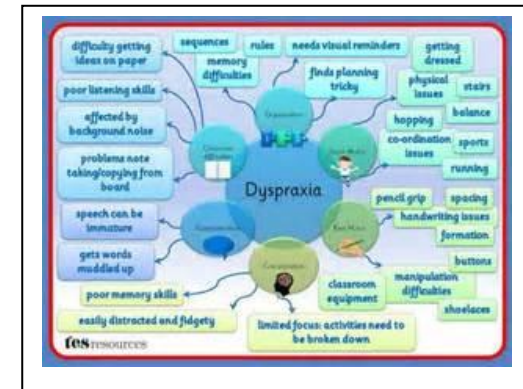 sequences
rules
needs visual reminders
getting
dressed
difficulty getting
ideas on paper
memory
difficulties
finds planning
tricky
physical
issues
stairs
poor listening skills
hopping
balance
affected by
background noise
co-ordination
issues
sports
running
problems note
taking/copying from
board
Dyspraxia
pencil grip
spacing
speech can be
immature
handwriting issues
formation
gets words
muddled up
buttons
manipulation
difficulties
classroom
equipment
shoelaces
poor memory skills
easily distracted and fidgety
limited focus: activities need to
be broken down
tes resources